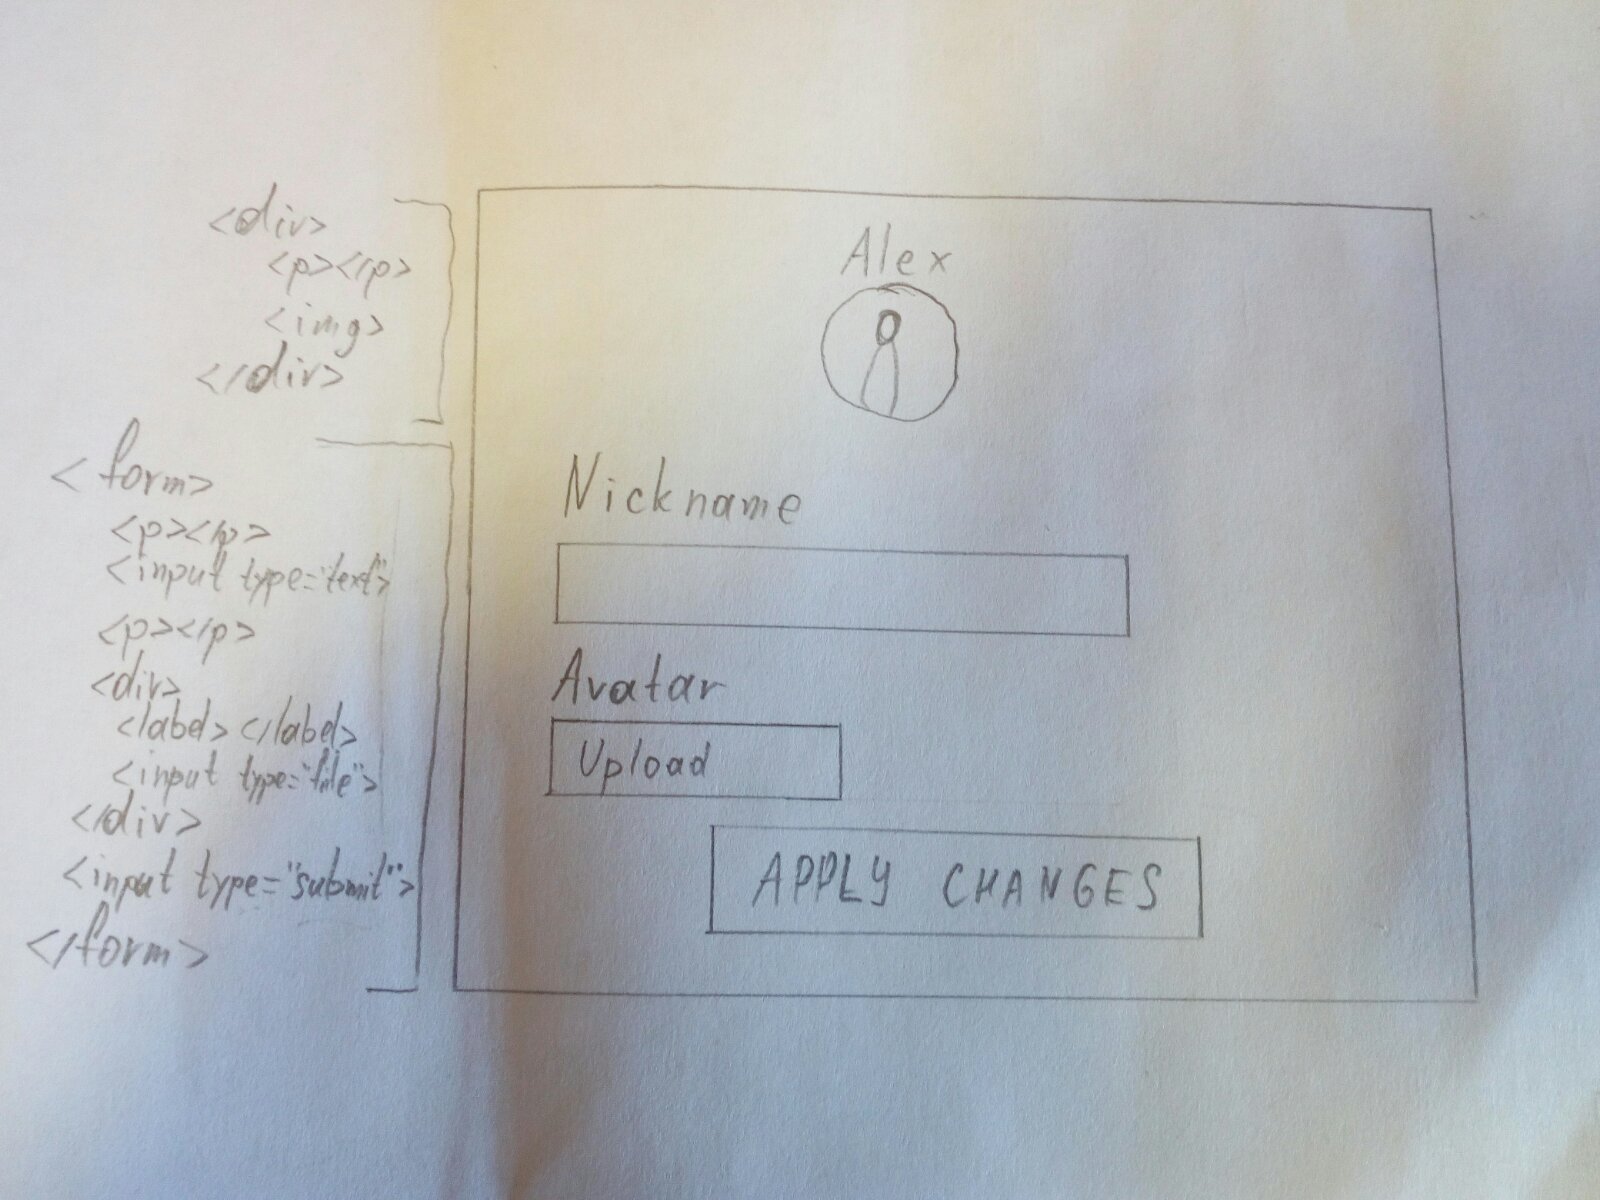 <div>
<p></p>
<img>
</div>
<form>
<p></p>
<input type="text">
<p></p>
<div>
<label></label>
<input type="file">
</div>
<input type="submit">
</form>
Alex
Nickname
Avatar
Upload
APPLY CHANGES